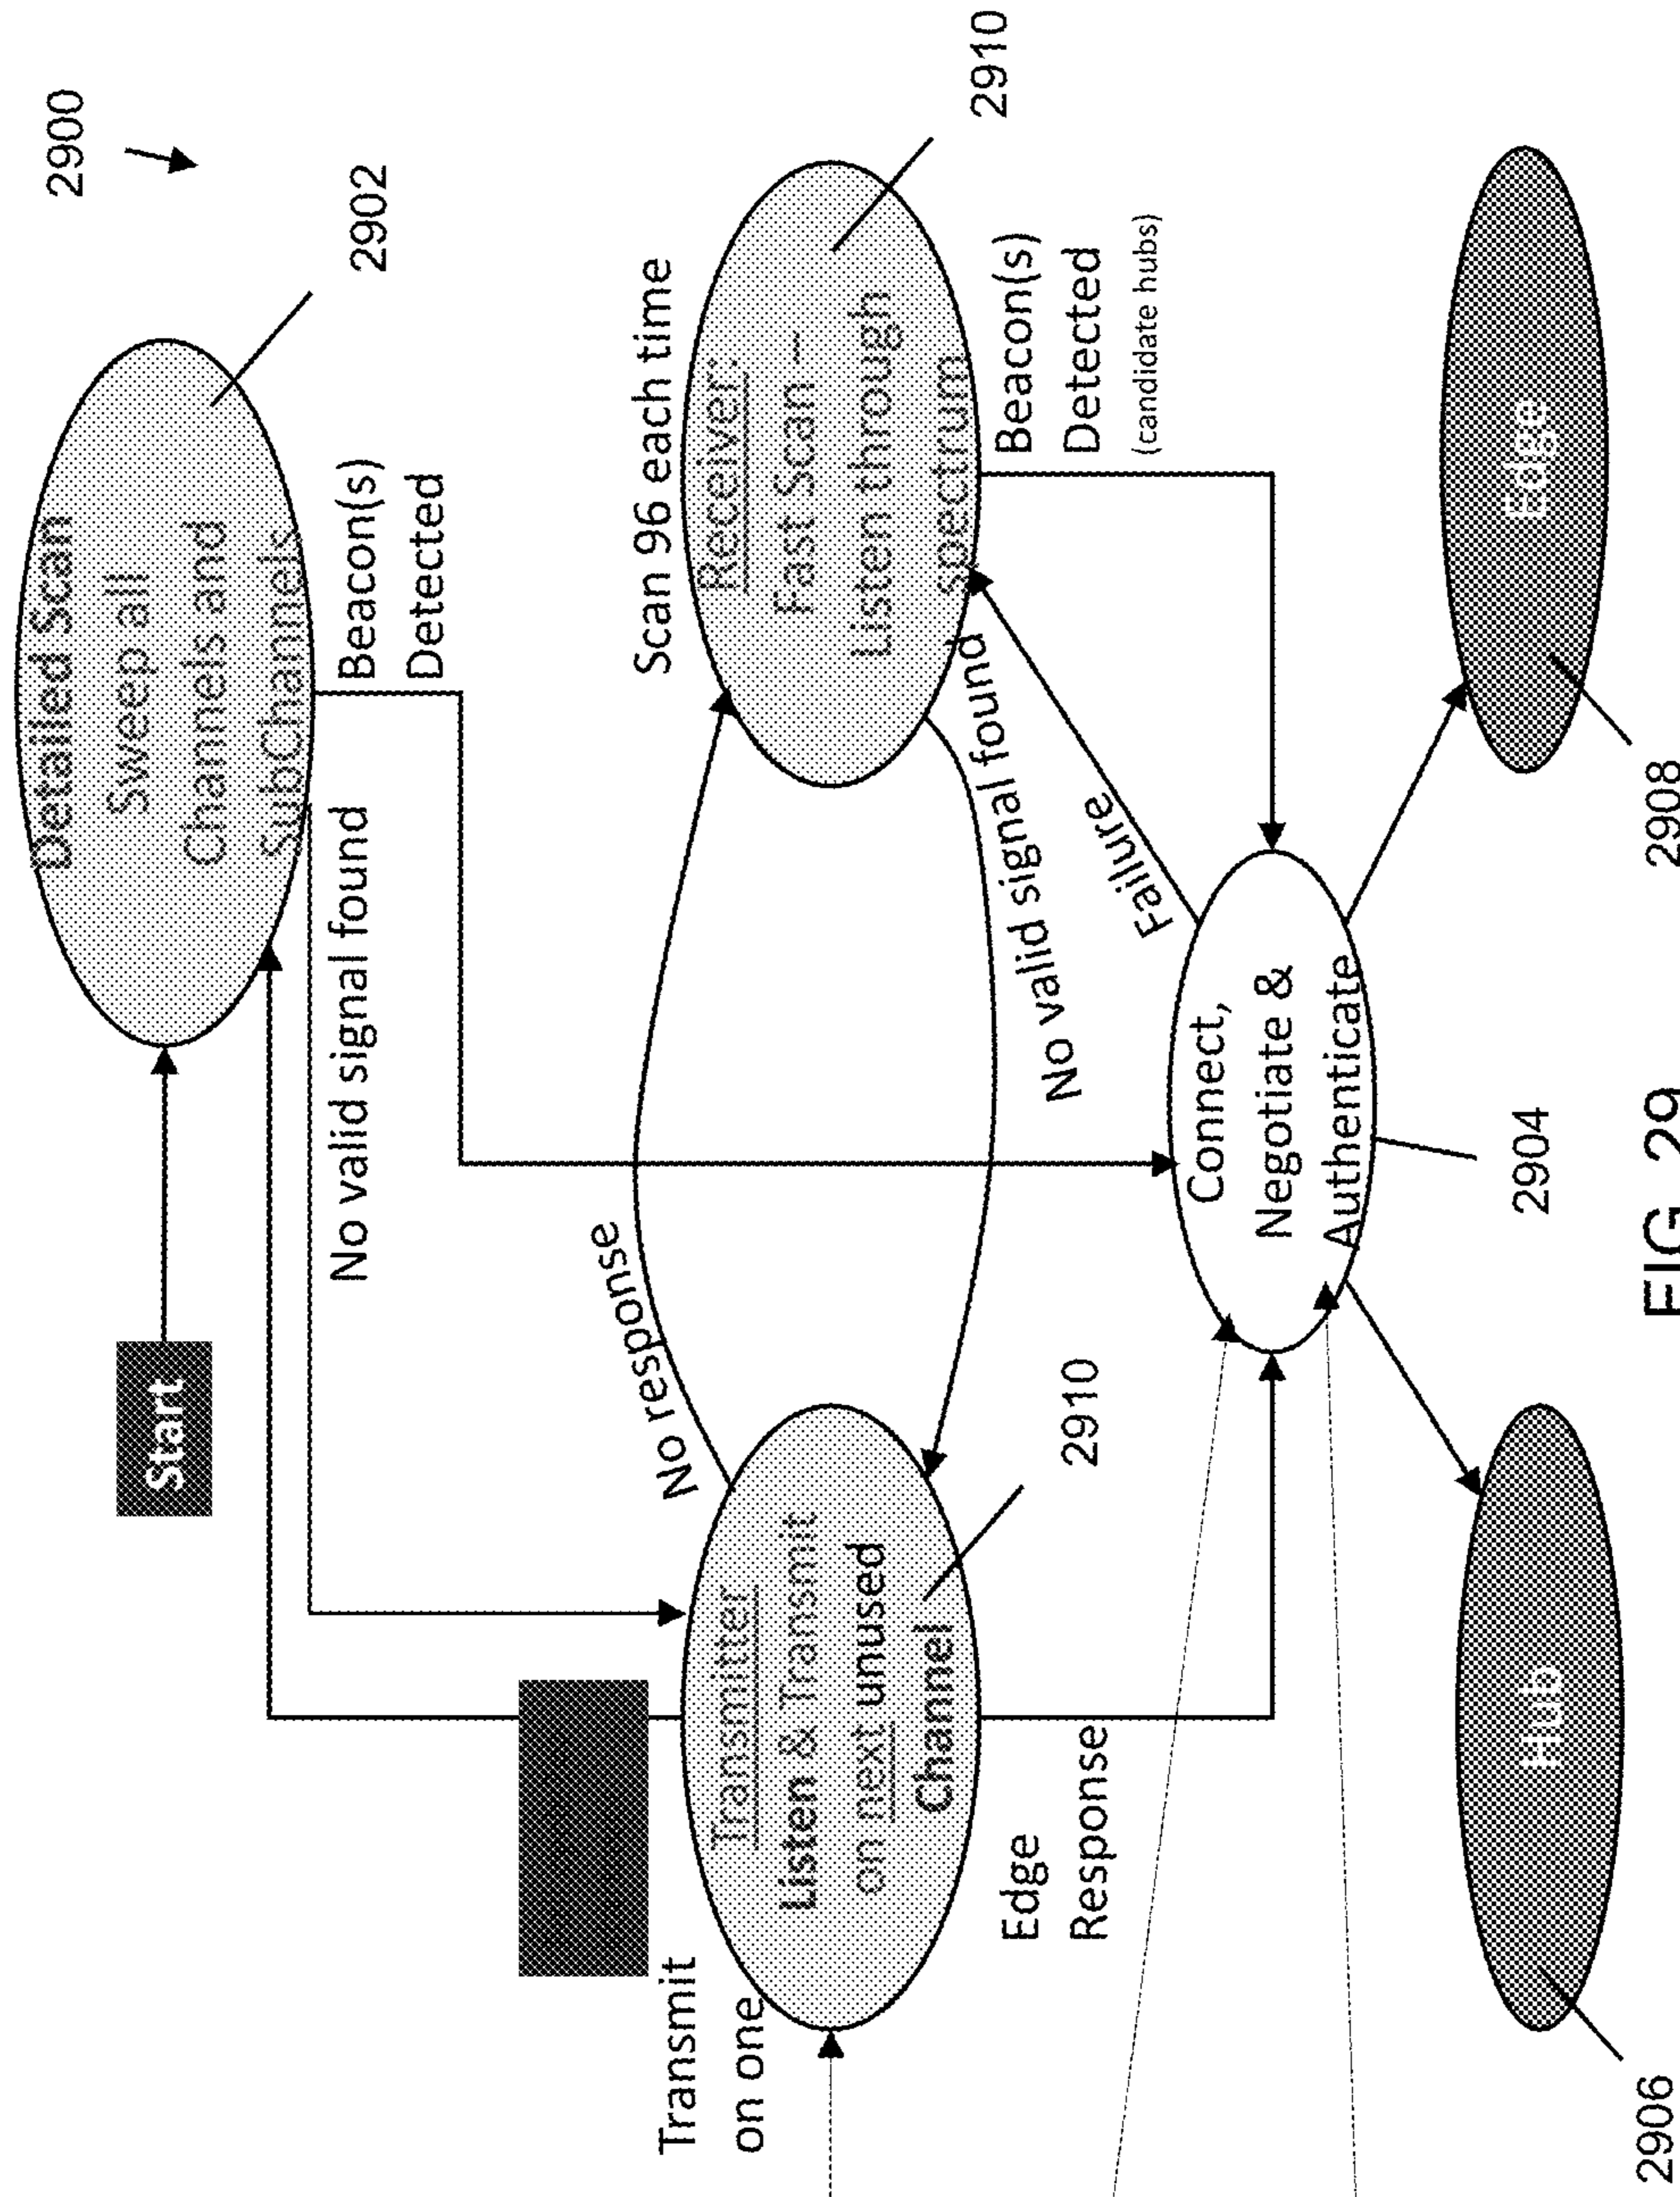 2900
Start
Detailed Scan
Sweep all
Channels and
SubChannels
2902
No valid signal found
Beacon(s)
Detected
Transmit
on one
Transmitter
Listen & Transmit
on next unused
Channel
2910
No response
Scan 96 each time
Receiver:
Fast Scan –
Listen through
spectrum
2910
No valid signal found
Failure
Edge
Response
Beacon(s)
Detected
(candidate hubs)
Connect,
Negotiate &
Authenticate
2904
Hub
2906
Edge
2908
FIG. 29